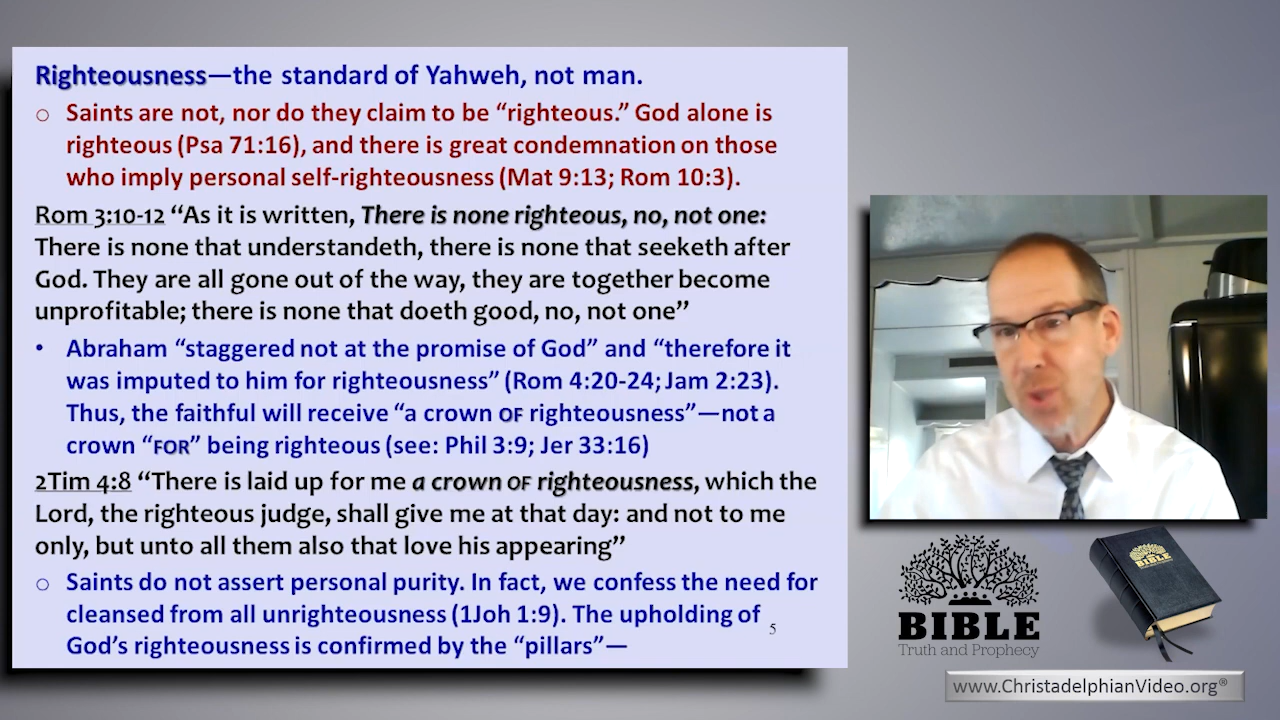 Righteousness—the standard of Yahweh, not man.
○ Saints are not, nor do they claim to be “righteous.” God alone is
righteous (Psa 71:16), and there is great condemnation on those
who imply personal self-righteousness (Mat 9:13; Rom 10:3).
Rom 3:10-12 “As it is written, There is none righteous, no, not one:
There is none that understandeth, there is none that seeketh after
God. They are all gone out of the way, they are together become
unprofitable; there is none that doeth good, no, not one”
• Abraham “staggered not at the promise of God” and “therefore it
was imputed to him for righteousness” (Rom 4:20-24; Jam 2:23).
Thus, the faithful will receive “a crown OF righteousness”—not a
crown “FOR” being righteous (see: Phil 3:9; Jer 33:16)
2Tim 4:8 “There is laid up for me a crown OF righteousness, which the
Lord, the righteous judge, shall give me at that day: and not to me
only, but unto all them also that love his appearing”
○ Saints do not assert personal purity. In fact, we confess the need for
cleansed from all unrighteousness (1Joh 1:9). The upholding of
God’s righteousness is confirmed by the “pillars”—
5
BIBLE
Truth and Prophecy
BIBLE
www.ChristadelphianVideo.org®